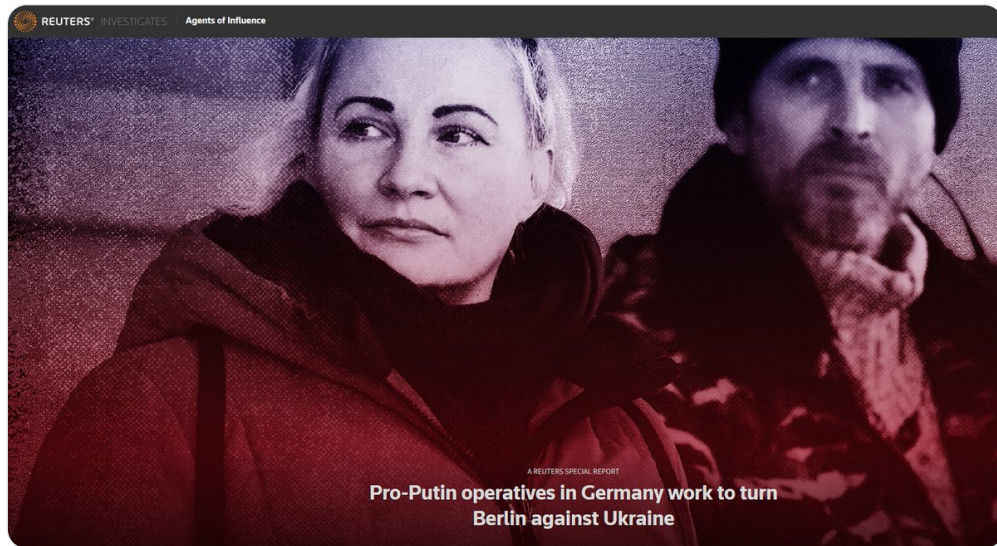 REUTERS® INVESTIGATES Agents of Influence
A REUTERS SPECIAL REPORT
Pro-Putin operatives in Germany work to turn
Berlin against Ukraine